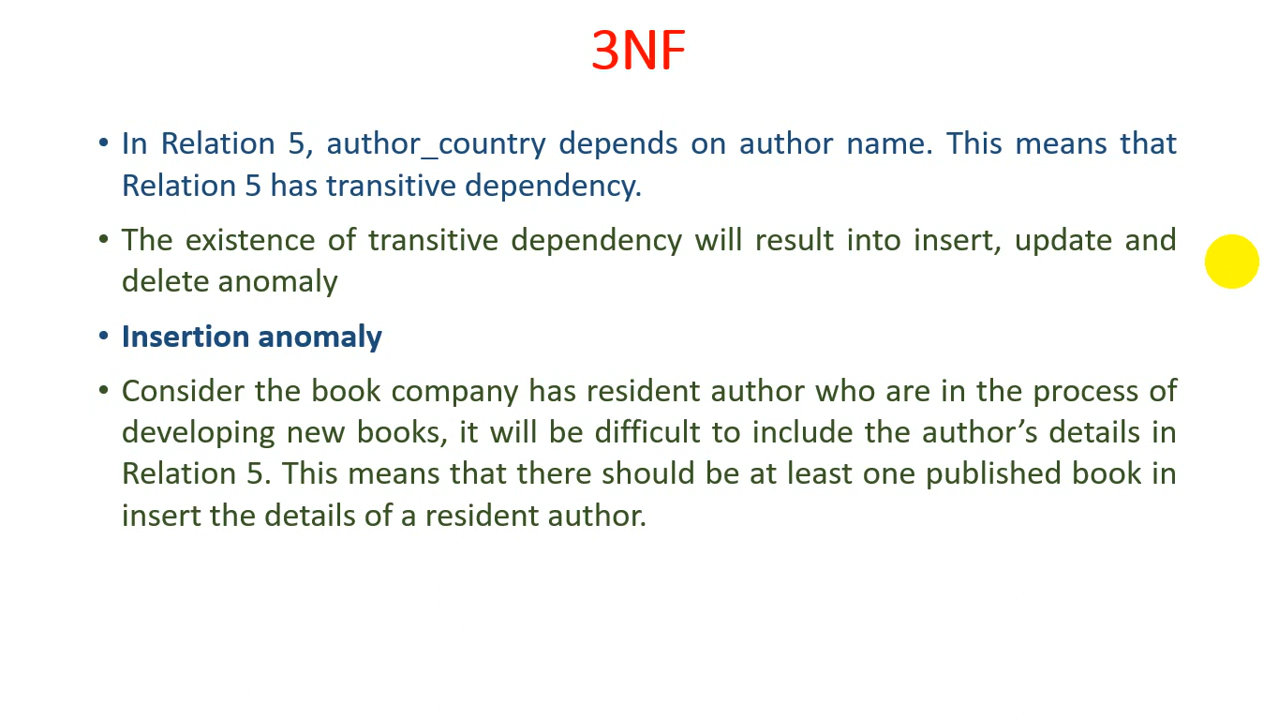 3NF
• In Relation 5, author_country depends on author name. This means that
Relation 5 has transitive dependency.
• The existence of transitive dependency will result into insert, update and
delete anomaly
• Insertion anomaly
• Consider the book company has resident author who are in the process of
developing new books, it will be difficult to include the author’s details in
Relation 5. This means that there should be at least one published book in
insert the details of a resident author.